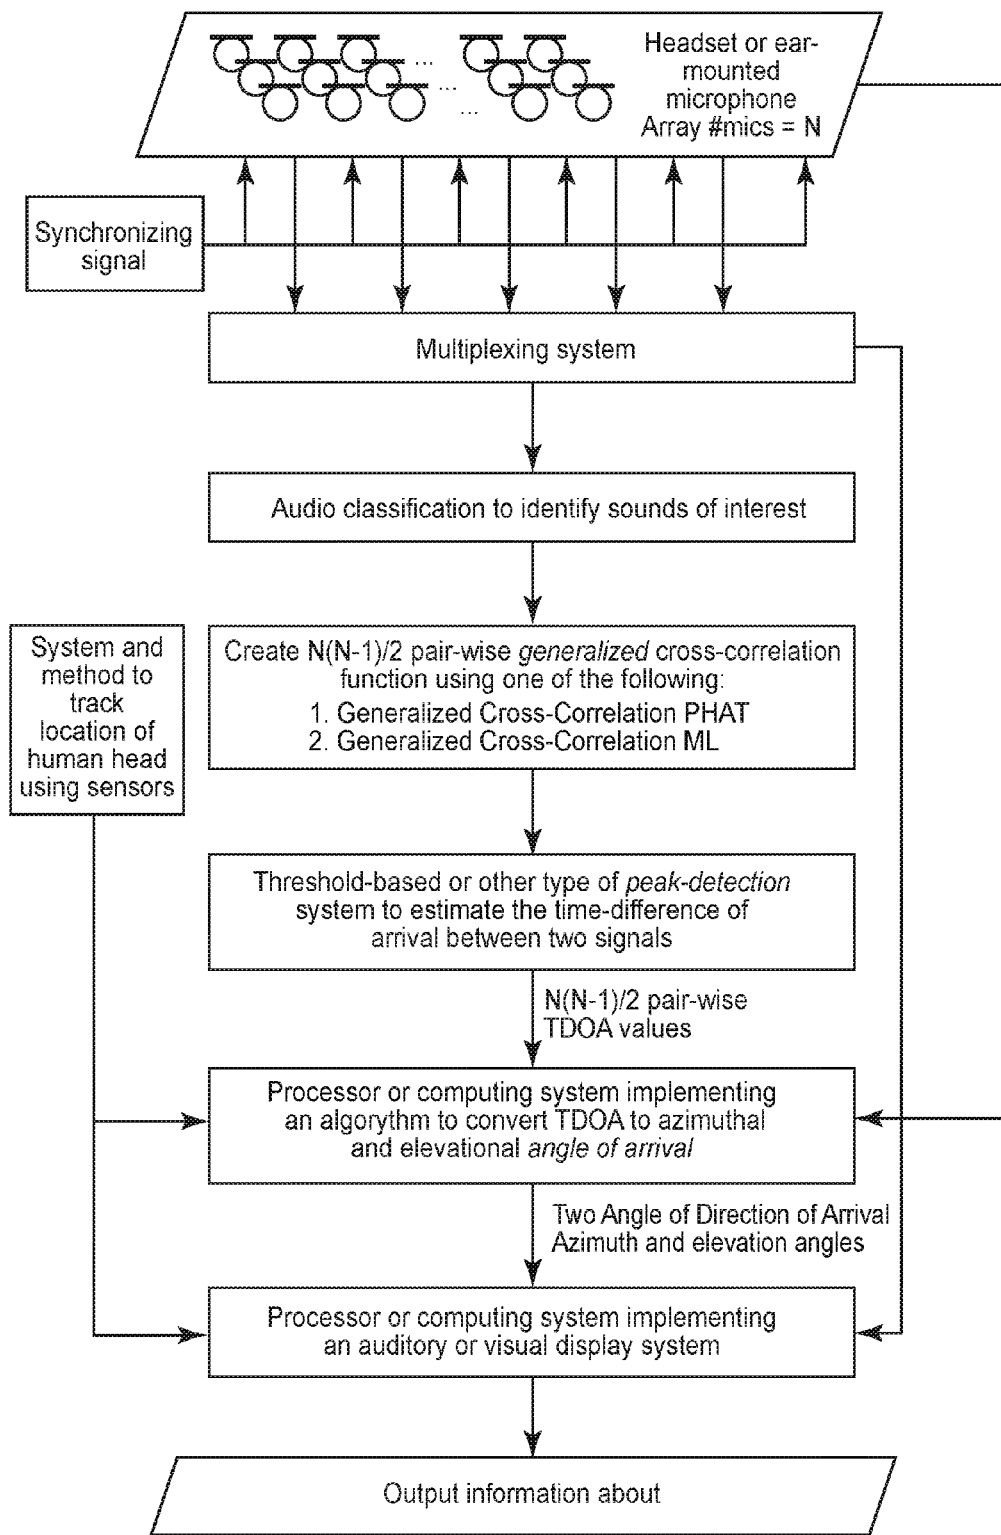 Headset or ear-
mounted
microphone
Array #mics = N
...
...
...
Synchronizing
signal
Multiplexing system
Audio classification to identify sounds of interest
System and
method to
track
location of
human head
using sensors
Create N(N-1)/2 pair-wise generalized cross-correlation
function using one of the following:
1. Generalized Cross-Correlation PHAT
2. Generalized Cross-Correlation ML
Threshold-based or other type of peak-detection
system to estimate the time-difference of
arrival between two signals
N(N-1)/2 pair-wise
TDOA values
Processor or computing system implementing
an algorythm to convert TDOA to azimuthal
and elevational angle of arrival
Two Angle of Direction of Arrival
Azimuth and elevation angles
Processor or computing system implementing
an auditory or visual display system
Output information about